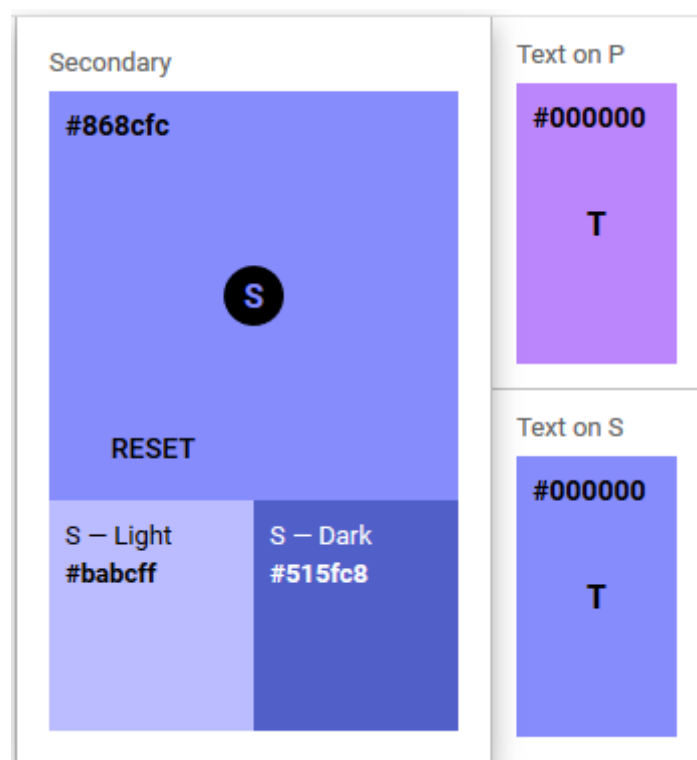 Secondary
#868cfc
S
RESET
S — Light
#babcff
S — Dark
#515fc8
Text on P
#000000
T
Text on S
#000000
T